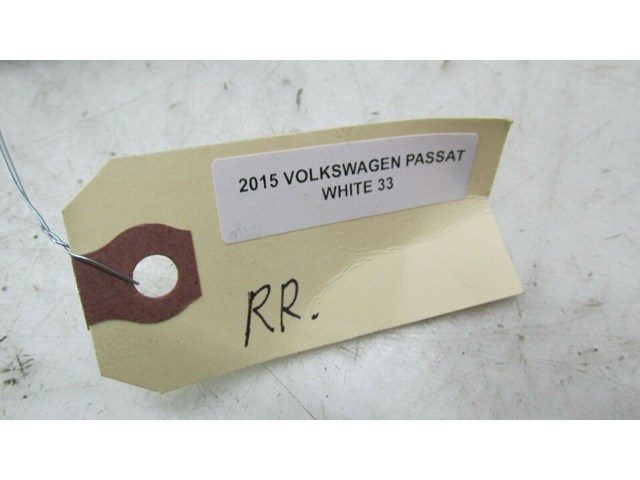 2015 VOLKSWAGEN PASSAT
WHITE 33
RR.